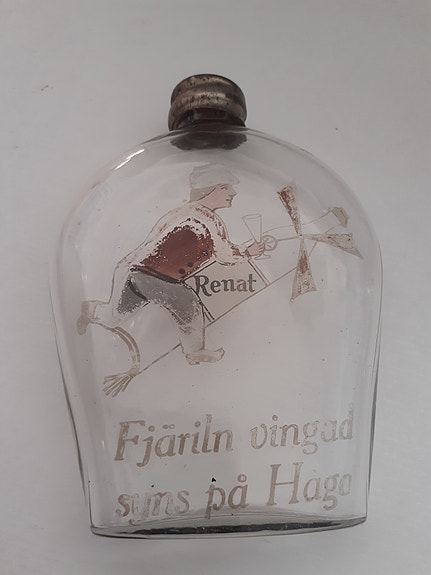 Renat
Fjäriln vingad
syns på Haga